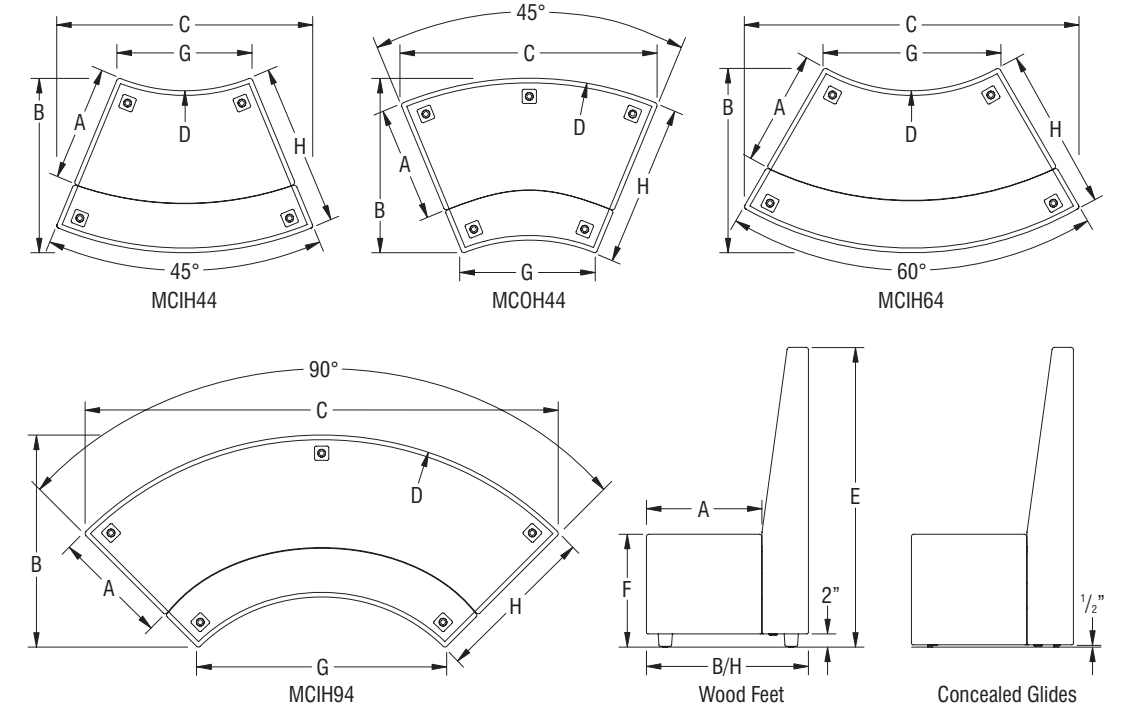 C
G
B
A
D
H
45°
MCIH44
45°
C
B
A
D
H
G
MCOH44
C
G
B
A
D
H
60°
MCIH64
90°
C
B
A
D
H
G
MCIH94
A
E
F
2”
B/H
Wood Feet
1/2”
Concealed Glides